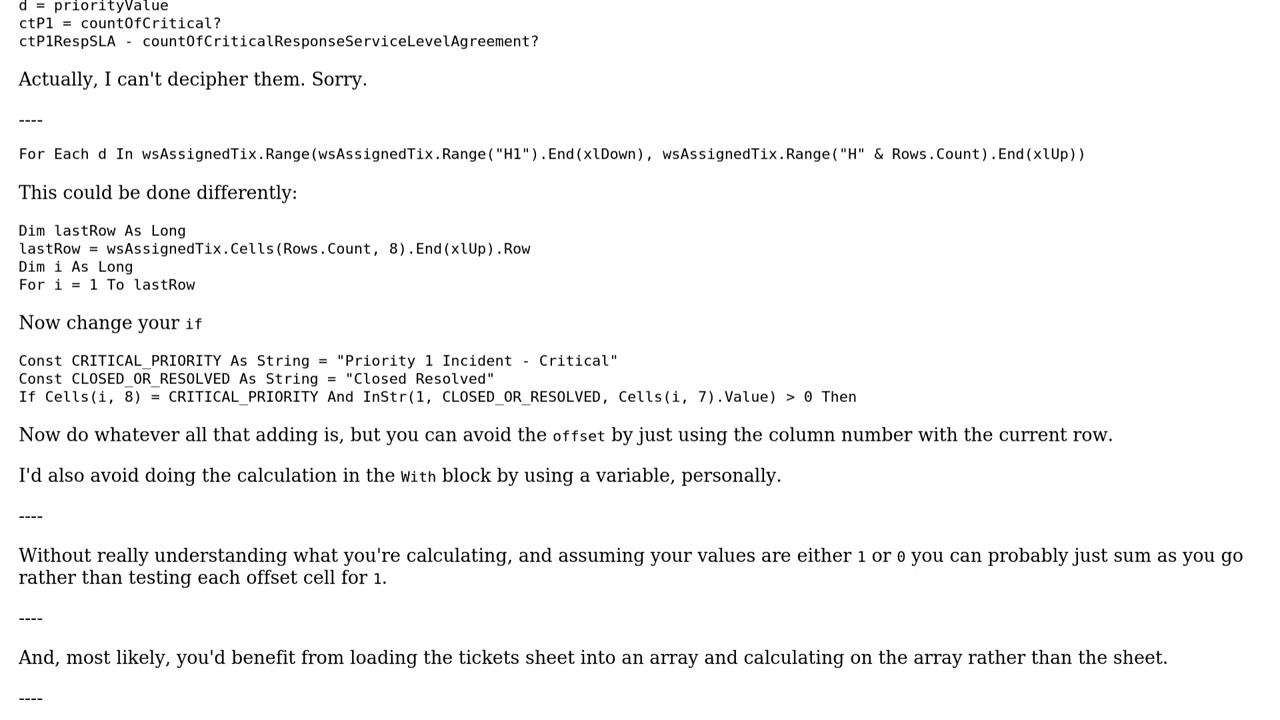 d = priorityValue
ctP1 = countOfCritical?
ctP1RespSLA - countOfCriticalResponseServiceLevelAgreement?
Actually, I can't decipher them. Sorry.
----
For Each d In wsAssignedTix.Range(wsAssignedTix.Range("H1").End(xlDown), wsAssignedTix.Range("H" & Rows.Count).End(xlUp))
This could be done differently:
Dim lastRow As Long
lastRow = wsAssignedTix.Cells(Rows.Count, 8).End(xlUp).Row
Dim i As Long
For i = 1 To lastRow
Now change your if
Const CRITICAL_PRIORITY As String = "Priority 1 Incident - Critical"
Const CLOSED_OR_RESOLVED As String = "Closed Resolved"
If Cells(i, 8) = CRITICAL_PRIORITY And InStr(1, CLOSED_OR_RESOLVED, Cells(i, 7).Value) > 0 Then
Now do whatever all that adding is, but you can avoid the offset by just using the column number with the current row.
I'd also avoid doing the calculation in the With block by using a variable, personally.
----
Without really understanding what you're calculating, and assuming your values are either 1 or 0 you can probably just sum as you go
rather than testing each offset cell for 1.
----
And, most likely, you'd benefit from loading the tickets sheet into an array and calculating on the array rather than the sheet.
----